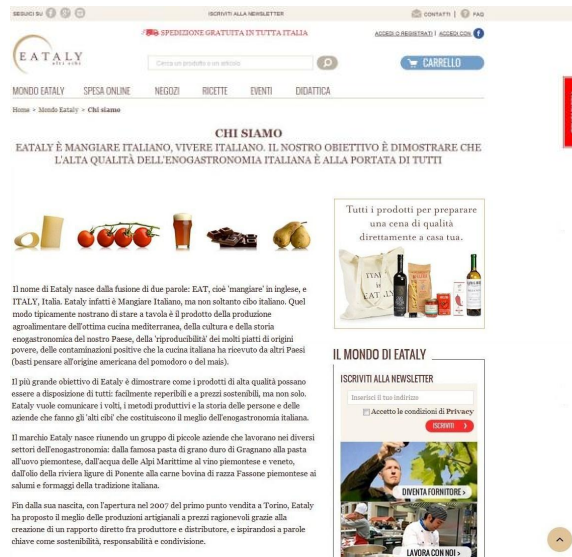 SEGUICI SU
ISCRIVITI ALLA NEWSLETTER
CONTATTI | FAQ
SPEDIZIONE GRATUITA IN TUTTA ITALIA
ACCEDI O REGISTRATI | ACCEDI CON
EATALY
alti cibi
Cerca un prodotto o un articolo
CARRELLO
MONDO EATALY SPESA ONLINE NEGOZI RICETTE EVENTI DIDATTICA
Home » Mondo Eataly » Chi siamo
CHI SIAMO
EATALY È MANGIARE ITALIANO, VIVERE ITALIANO. IL NOSTRO OBIETTIVO È DIMOSTRARE CHE
L'ALTA QUALITÀ DELL'ENOGASTRONOMIA ITALIANA È ALLA PORTATA DI TUTTI
Il nome di Eataly nasce dalla fusione di due parole: EAT, cioè 'mangiare' in inglese, e
ITALY, Italia. Eataly infatti è Mangiare Italiano, ma non soltanto cibo italiano. Quel
modo tipicamente nostrano di stare a tavola è il prodotto della produzione
agroalimentare dell'ottima cucina mediterranea, della cultura e della storia
enogastronomica del nostro Paese, della 'riproducibilità' dei molti piatti di origini
povere, delle contaminazioni positive che la cucina italiana ha ricevuto da altri Paesi
(basti pensare all'origine americana del pomodoro o del mais).
Il più grande obiettivo di Eataly è dimostrare come i prodotti di alta qualità possano
essere a disposizione di tutti: facilmente reperibili e a prezzi sostenibili, ma non solo.
Eataly vuole comunicare i volti, i metodi produttivi e la storia delle persone e delle
aziende che fanno gli 'alti cibi' che costituiscono il meglio dell'enogastronomia italiana.
Il marchio Eataly nasce riunendo un gruppo di piccole aziende che lavorano nei diversi
settori dell'enogastronomia: dalla famosa pasta di grano duro di Gragnano alla pasta
all'uovo piemontese, dall'acqua delle Alpi Marittime al vino piemontese e veneto,
dall'olio della riviera ligure di Ponente alla carne bovina di razza Fassone piemontese ai
salumi e formaggi della tradizione italiana.
Fin dalla sua nascita, con l'apertura nel 2007 del primo punto vendita a Torino, Eataly
ha proposto il meglio delle produzioni artigianali a prezzi ragionevoli grazie alla
creazione di un rapporto diretto fra produttore e distributore, e ispirandosi a parole
chiave come sostenibilità, responsabilità e condivisione.
Tutti i prodotti per preparare
una cena di qualità
direttamente a casa tua.
IL MONDO DI EATALY
ISCRIVITI ALLA NEWSLETTER
Inserisci il tuo indirizzo
Accetto le condizioni di Privacy
ISCRIVITI
DIVENTA FORNITORE >
LAVORA CON NOI >